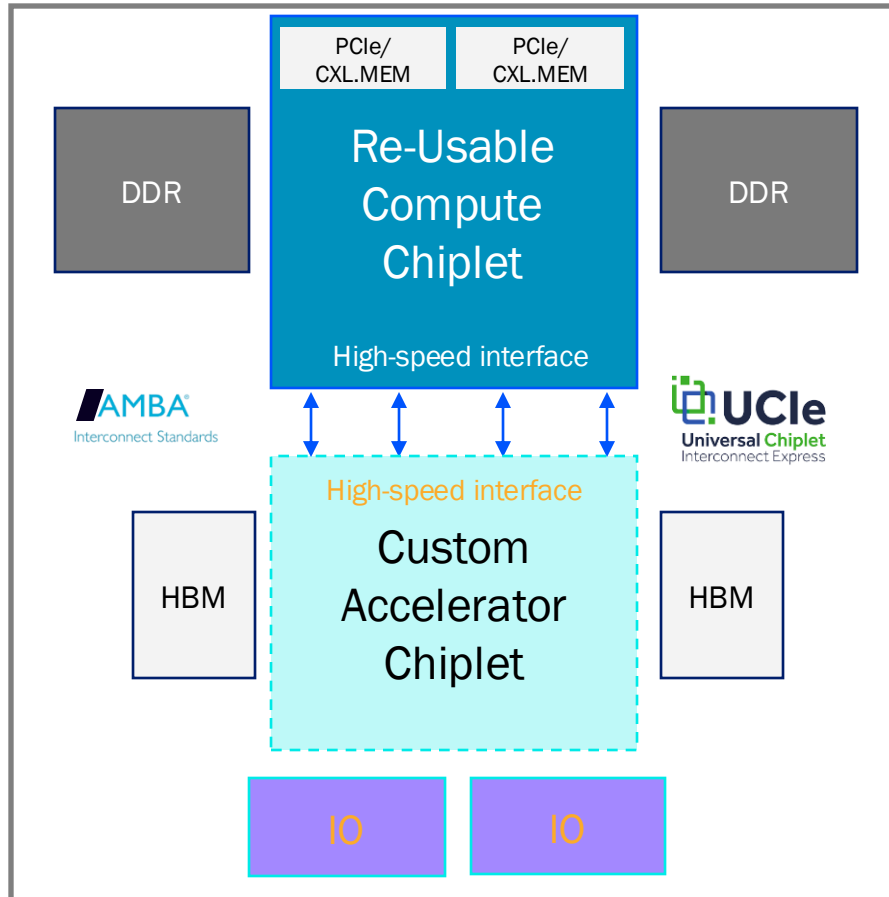 PCIe/
CXL.MEM
PCIe/
CXL.MEM
Re-Usable
Compute
Chiplet
DDR
DDR
High-speed interface
AMBA®
Interconnect Standards
UCIe
Universal Chiplet
Interconnect Express
High-speed interface
Custom
Accelerator
Chiplet
HBM
HBM
IO
IO